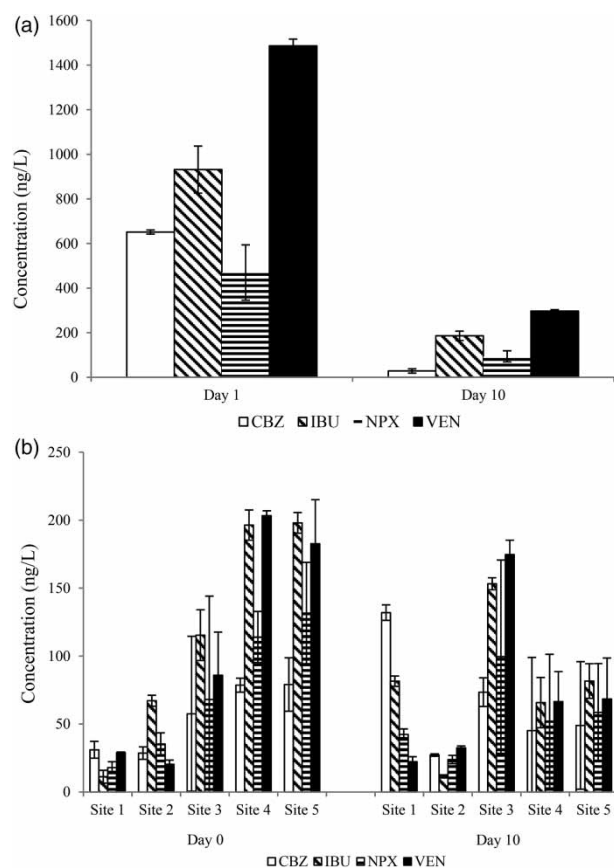 (a)
1600
1400
1200
1000
800
600
400
200
0
Concentration (ng/L)
Day 1 Day 10
CBZ IBU NPX VEN
(b)
250
200
150
100
50
0
Concentration (ng/L)
Site 1 Site 2 Site 3 Site 4 Site 5 Site 1 Site 2 Site 3 Site 4 Site 5
Day 0 Day 10
CBZ IBU NPX VEN